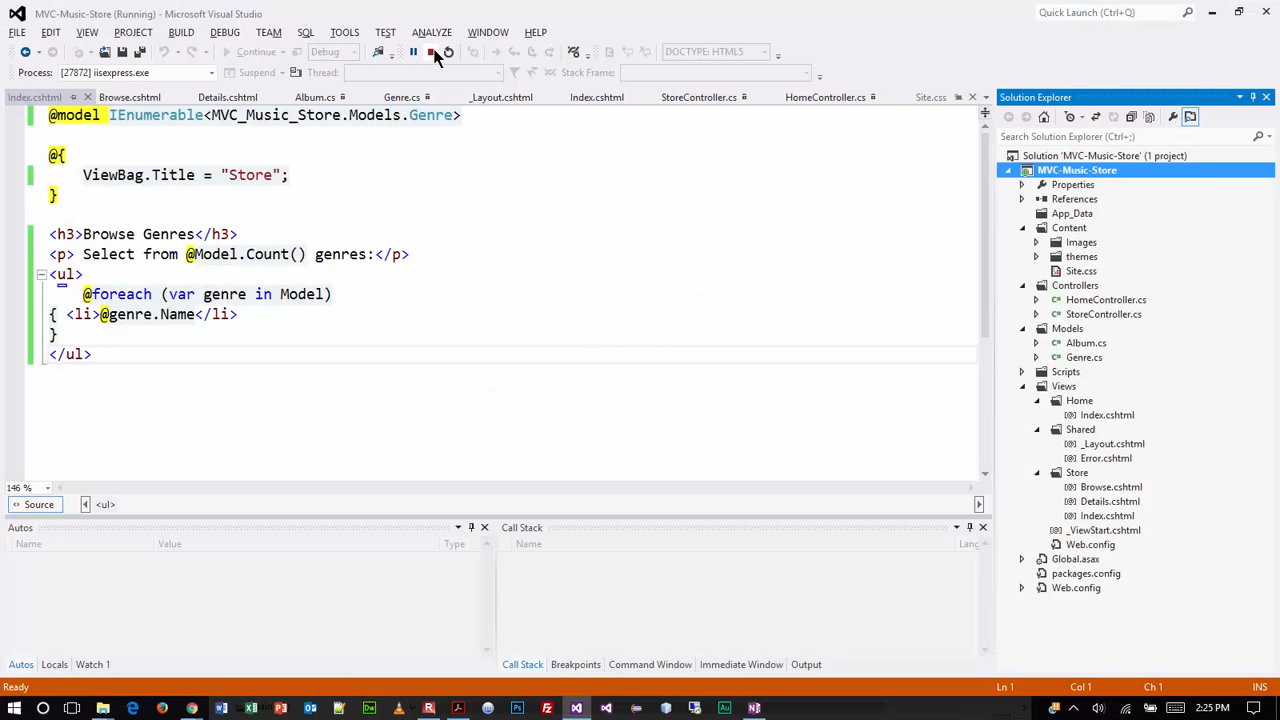 MVC-Music-Store (Running) - Microsoft Visual Studio
Quick Launch (Ctrl+Q)
FILE EDIT VIEW PROJECT BUILD DEBUG TEAM SQL TOOLS TEST ANALYZE WINDOW HELP
Continue Debug DOCTYPE: HTML5
Process: [27872] iisexpress.exe Suspend Thread: Stack Frame:
Index.cshtml Browse.cshtml Details.cshtml Album.cs Genre.cs _Layout.cshtml Index.cshtml StoreController.cs HomeController.cs Site.css
@model IEnumerable<MVC_Music_Store.Models.Genre>
@{
ViewBag.Title = "Store";
}
<h3>Browse Genres</h3>
<p> Select from @Model.Count() genres:</p>
<ul>
@foreach (var genre in Model)
{ <li>@genre.Name</li>
}
</ul>
146 %
Source <ul>
Autos
Name Value Type
Autos Locals Watch 1
Call Stack
Name Lang
Call Stack Breakpoints Command Window Immediate Window Output
Solution Explorer
Search Solution Explorer (Ctrl+;)
Solution 'MVC-Music-Store' (1 project)
MVC-Music-Store
Properties
References
App_Data
Content
Images
themes
Site.css
Controllers
HomeController.cs
StoreController.cs
Models
Album.cs
Genre.cs
Scripts
Views
Home
Index.cshtml
Shared
_Layout.cshtml
Error.cshtml
Store
Browse.cshtml
Details.cshtml
Index.cshtml
_ViewStart.cshtml
Web.config
Global.asax
packages.config
Web.config
Ready Ln 1 Col 1 Ch 1 INS
2:25 PM